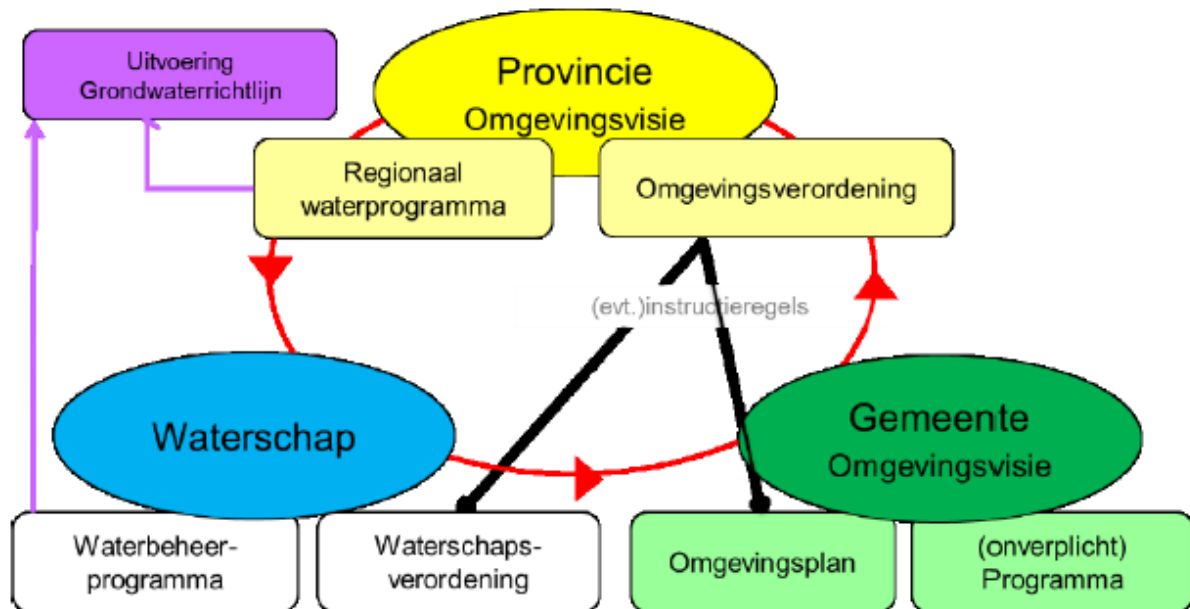 Uitvoering
Grondwaterrichtlijn
Provincie
Omgevingsvisie
Regionaal
waterprogramma
Omgevingsverordening
(evt.)instructieregels
Waterschap
Gemeente
Omgevingsvisie
Waterbeheer-
programma
Waterschaps-
verordening
Omgevingsplan
(onverplicht)
Programma